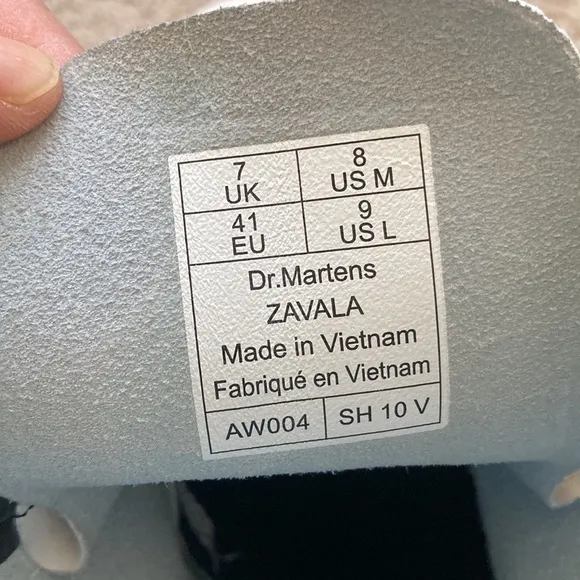 7
UK
8
US M
41
EU
9
US L
Dr.Martens
ZAVALA
Made in Vietnam
Fabriqué en Vietnam
AW004
SH 10 V